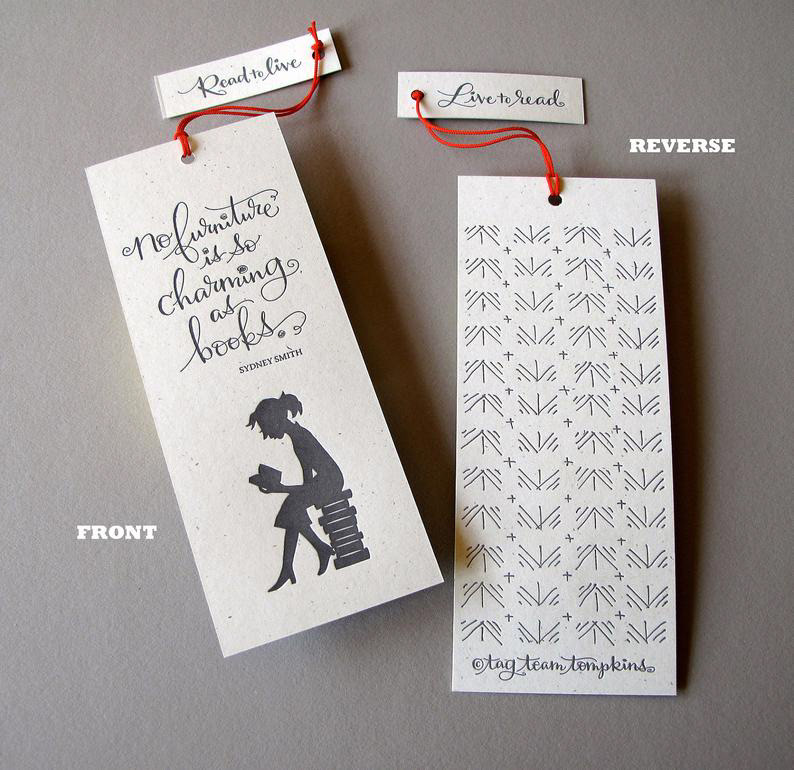 Read to live
Live to read
REVERSE
No furniture
is so
charming
as
books.
SYDNEY SMITH
FRONT
©tag team tompkins